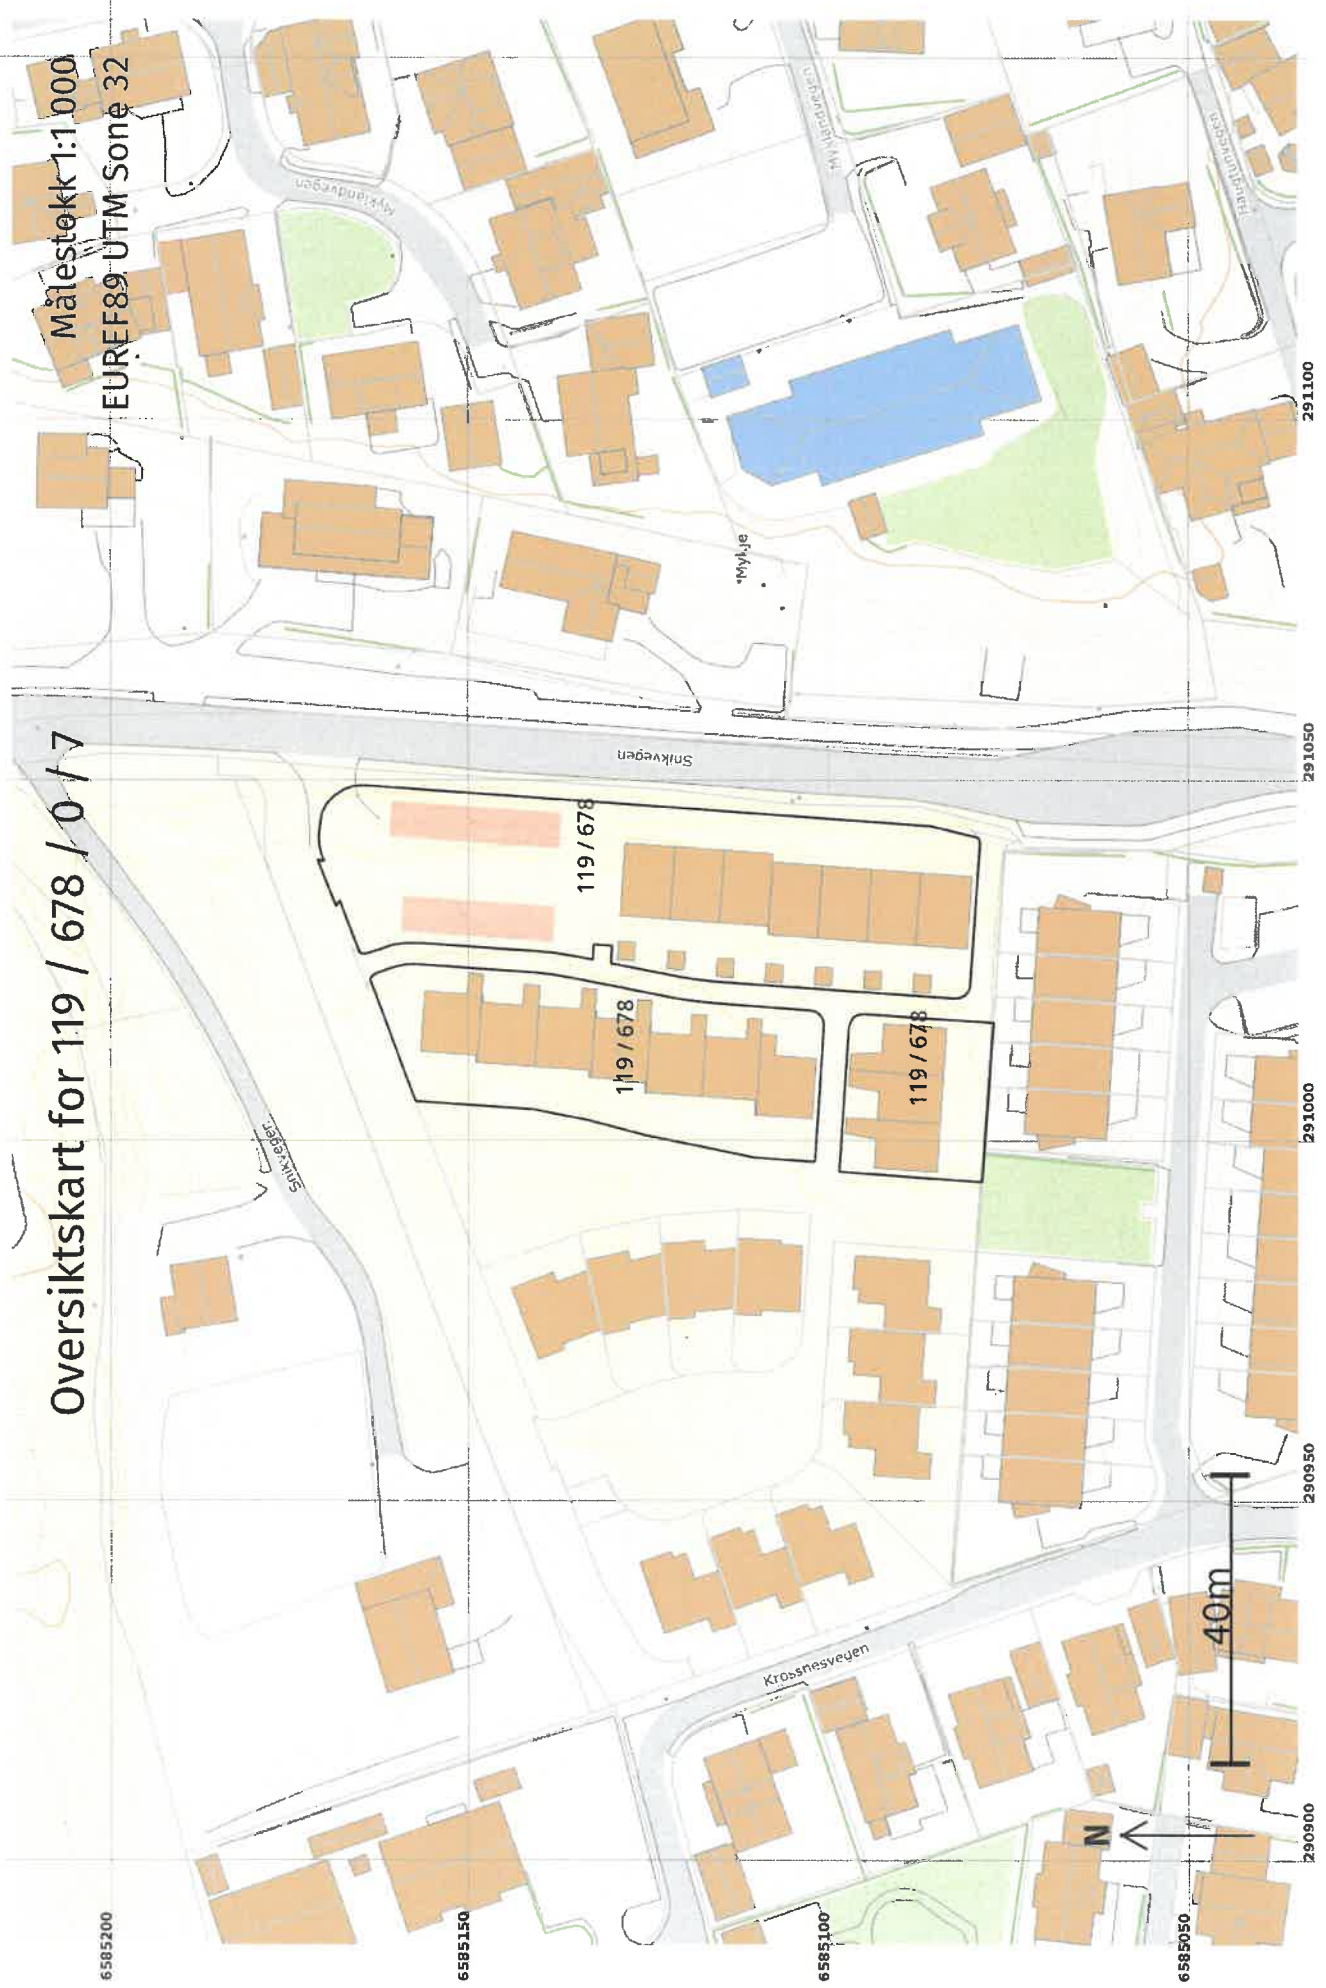 Oversiktskart for 119 / 678 / 0 / 7
Målestokk 1:1 000
EUREF89 UTM Sone 32
6585200
6585150
6585100
6585050
290900
290950
291000
291050
291100
Snikvegen
Snikvegen
Myklandvegen
Myklandvegen
Haugtunvegen
Krossnesvegen
Mykje
119 / 678
119 / 678
119 / 678
N
40m